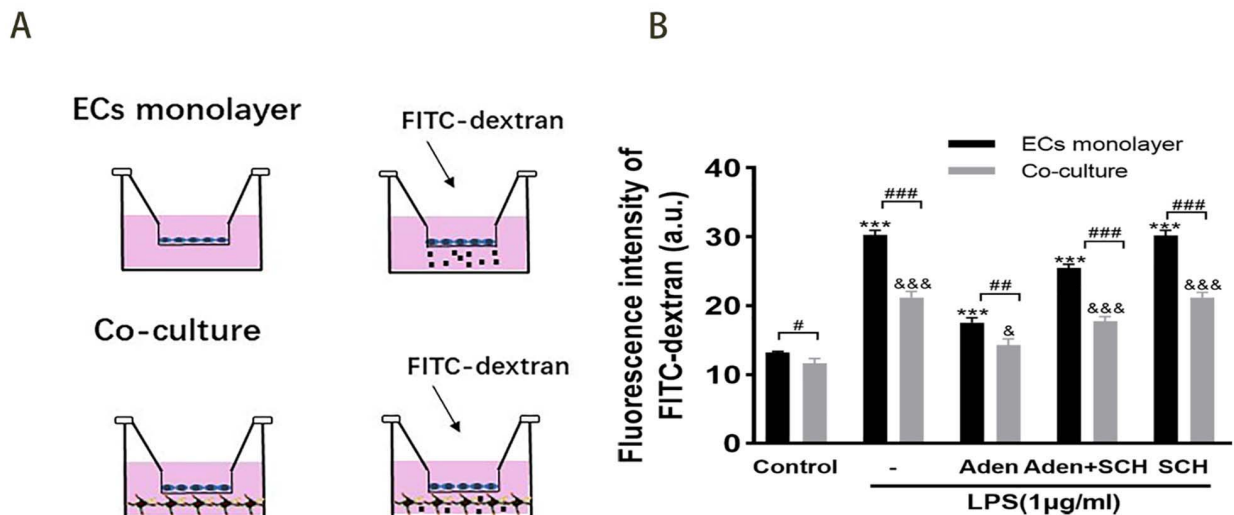 A
ECs monolayer
FITC-dextran
Co-culture
FITC-dextran
B
Fluorescence intensity of
FITC-dextran (a.u.)
ECs monolayer
Co-culture
40
30
20
10
0
#
***
###
&&&
***
##
&
***
###
&&&
***
###
&&&
Control - Aden Aden+SCH SCH
LPS(1μg/ml)